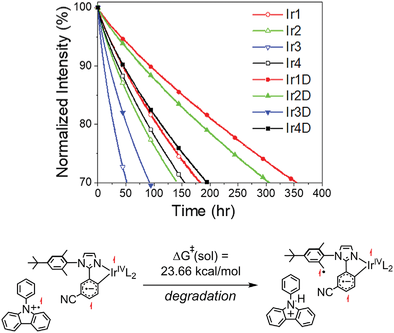 Normalized Intensity (%)
100
90
80
70
0 50 100 150 200 250 300 350 400
Time (hr)
Ir1
Ir2
Ir3
Ir4
Ir1D
Ir2D
Ir3D
Ir4D
N N
Ir^IV L2
N
NC
ΔG‡(sol) =
23.66 kcal/mol
degradation
N N
Ir^IV L2
H
N
NC